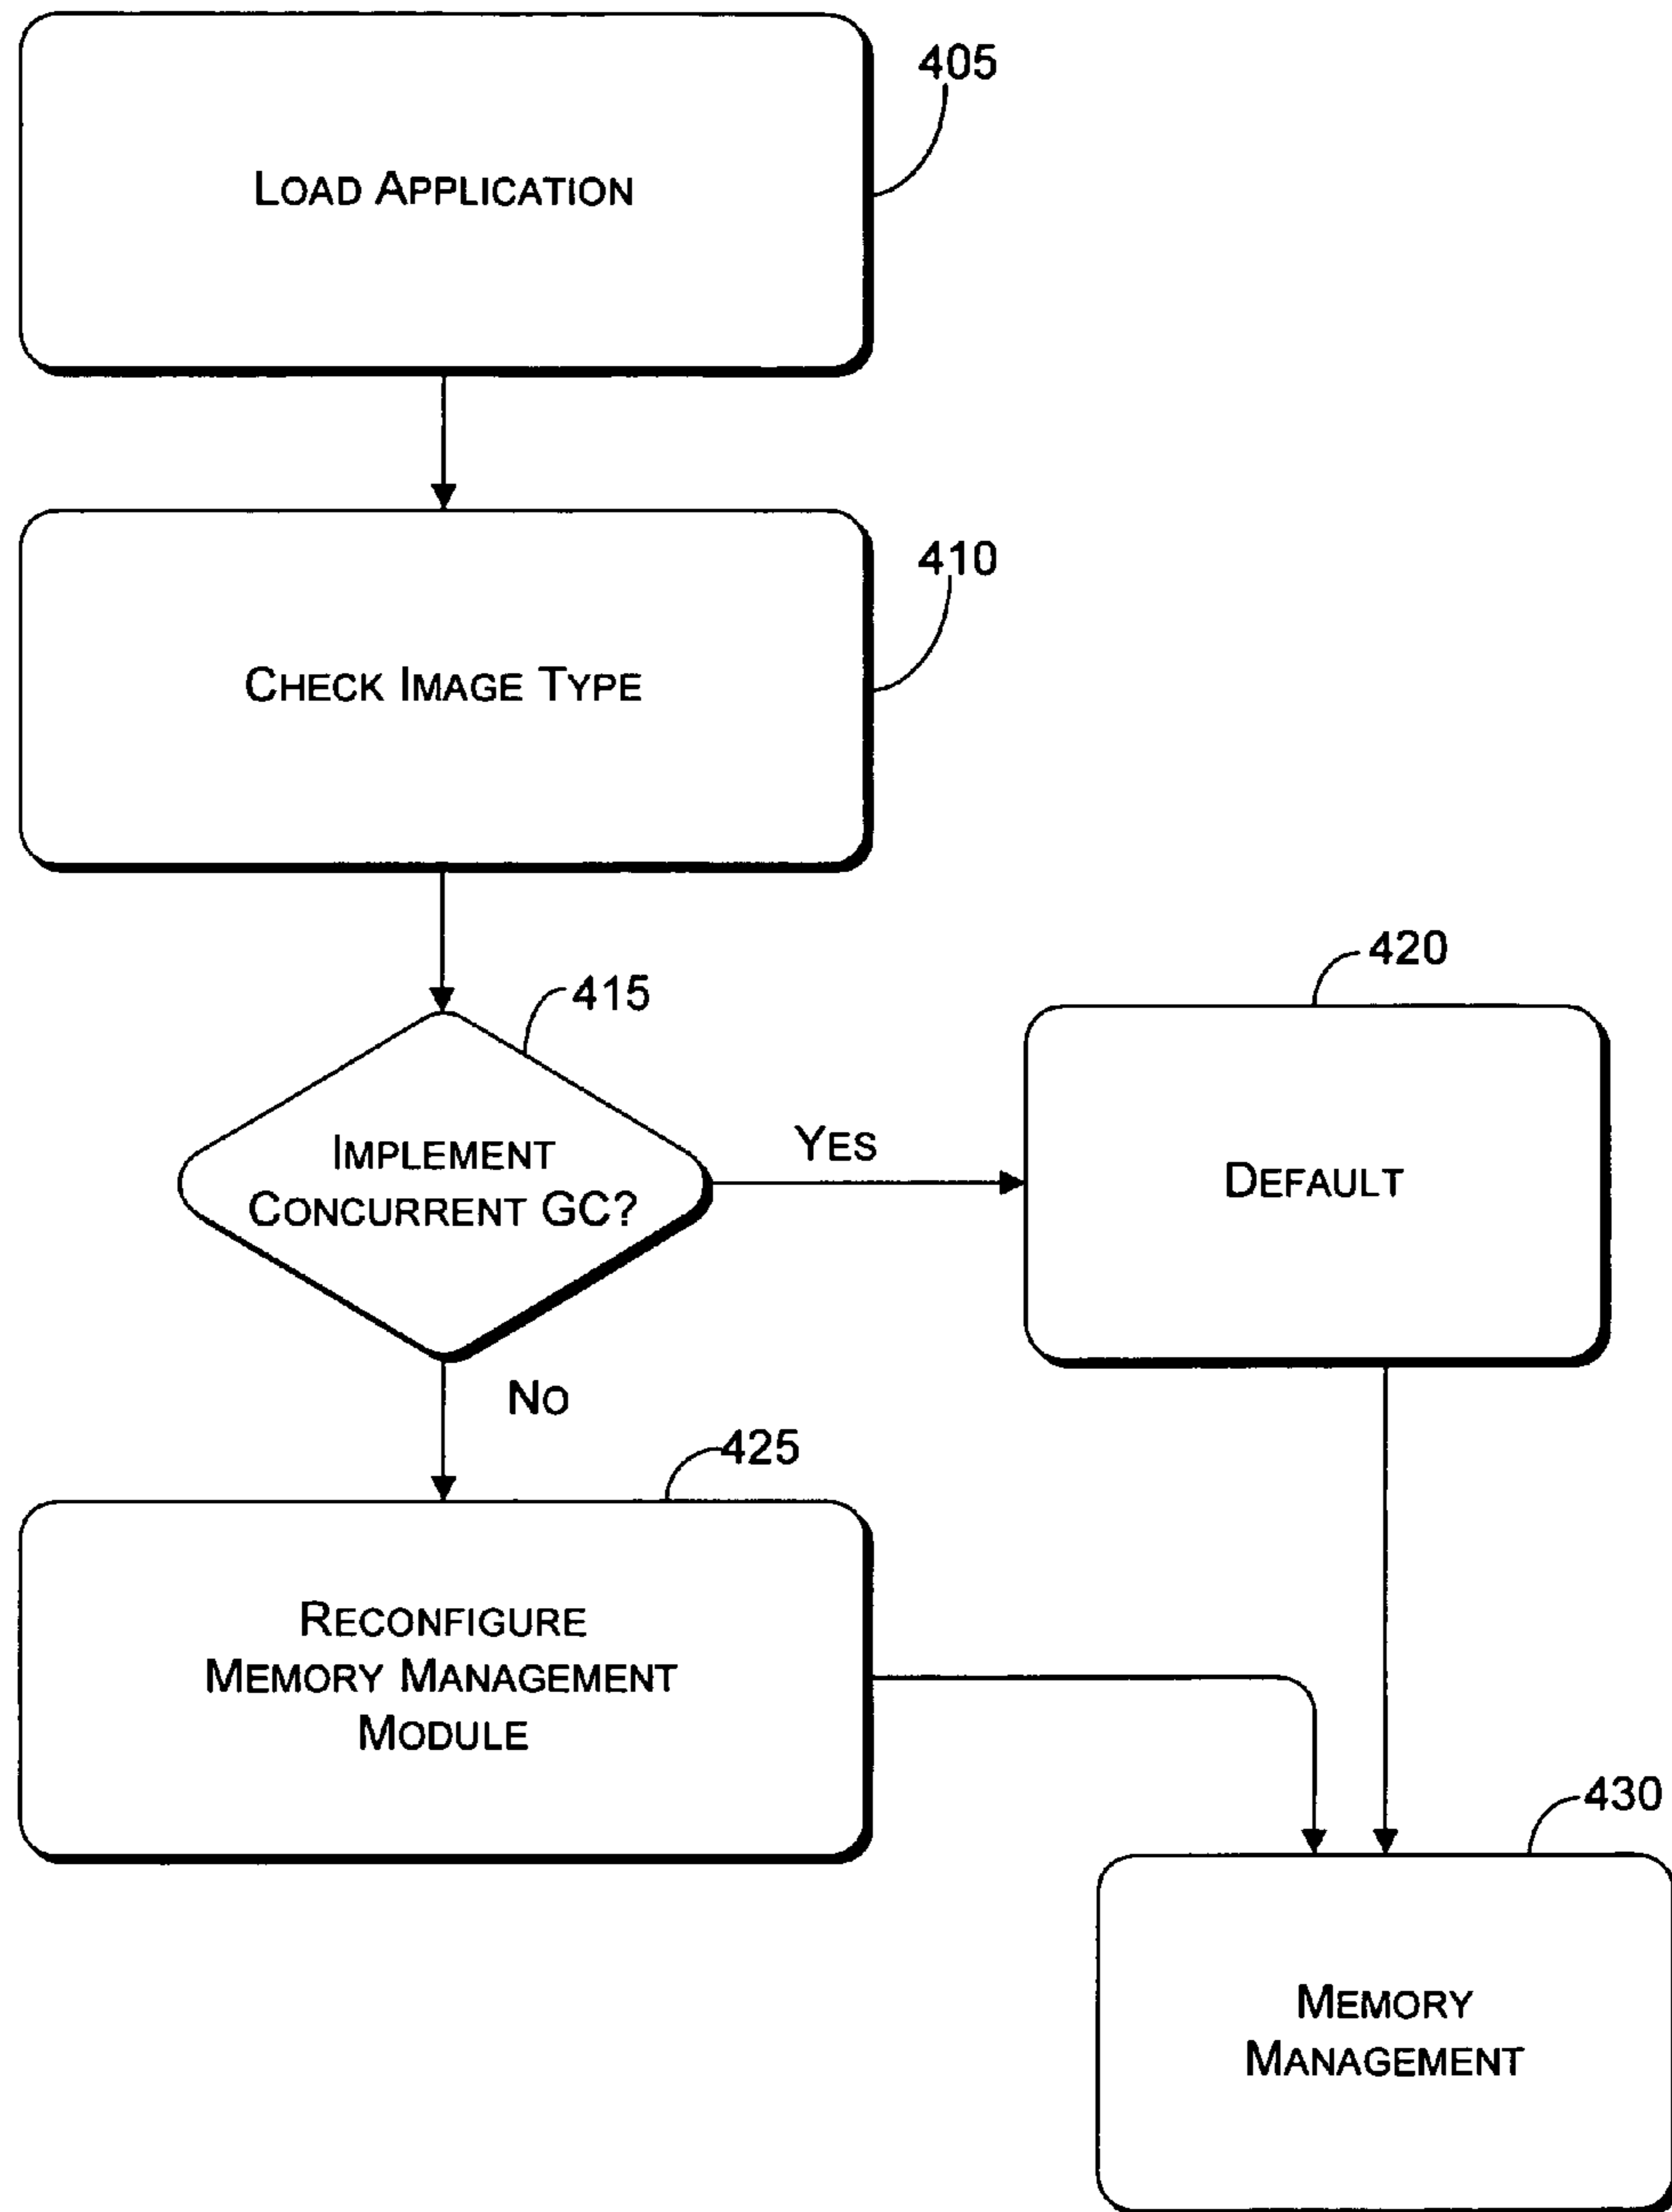 405
LOAD APPLICATION
410
CHECK IMAGE TYPE
415
IMPLEMENT
CONCURRENT GC?
YES
420
DEFAULT
NO
425
RECONFIGURE
MEMORY MANAGEMENT
MODULE
430
MEMORY
MANAGEMENT